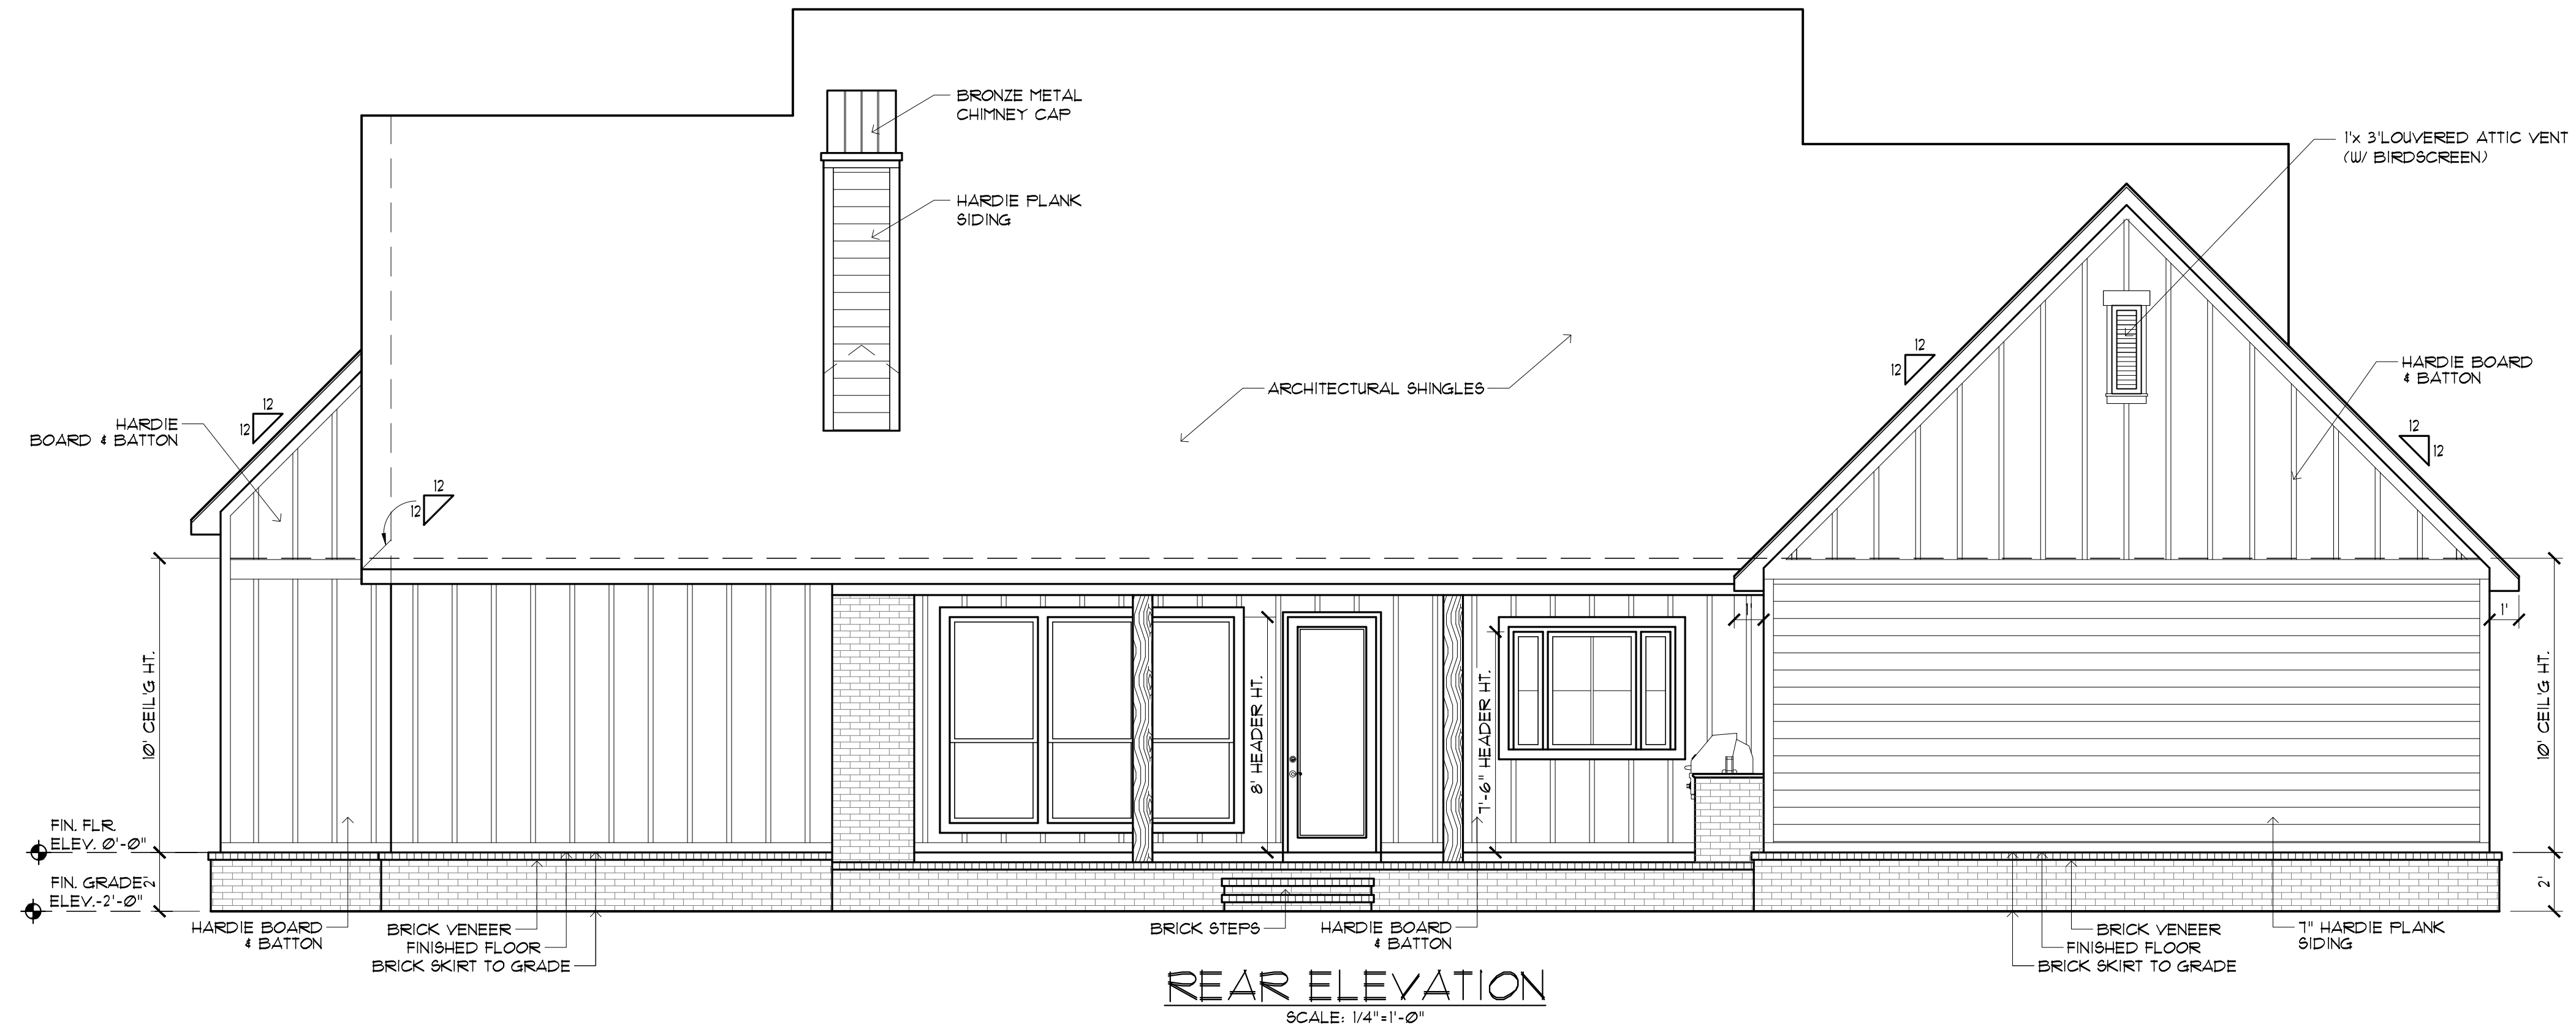 BRONZE METAL
CHIMNEY CAP
1'x 3'LOUVERED ATTIC VENT
(W/ BIRDSCREEN)
HARDIE PLANK
SIDING
12
12
HARDIE BOARD
& BATTON
ARCHITECTURAL SHINGLES
12
12
HARDIE
BOARD & BATTON
12
12
12
12
1'
1'
10' CEIL'G HT.
8' HEADER HT.
7'-6" HEADER HT.
10' CEIL'G HT.
FIN. FLR.
ELEV. 0'-0"
FIN. GRADE
ELEV.-2'-0"
2'
2'
HARDIE BOARD
& BATTON
BRICK VENEER
FINISHED FLOOR
BRICK SKIRT TO GRADE
BRICK STEPS
HARDIE BOARD
& BATTON
BRICK VENEER
FINISHED FLOOR
BRICK SKIRT TO GRADE
7" HARDIE PLANK
SIDING
REAR ELEVATION
SCALE: 1/4"=1'-0"